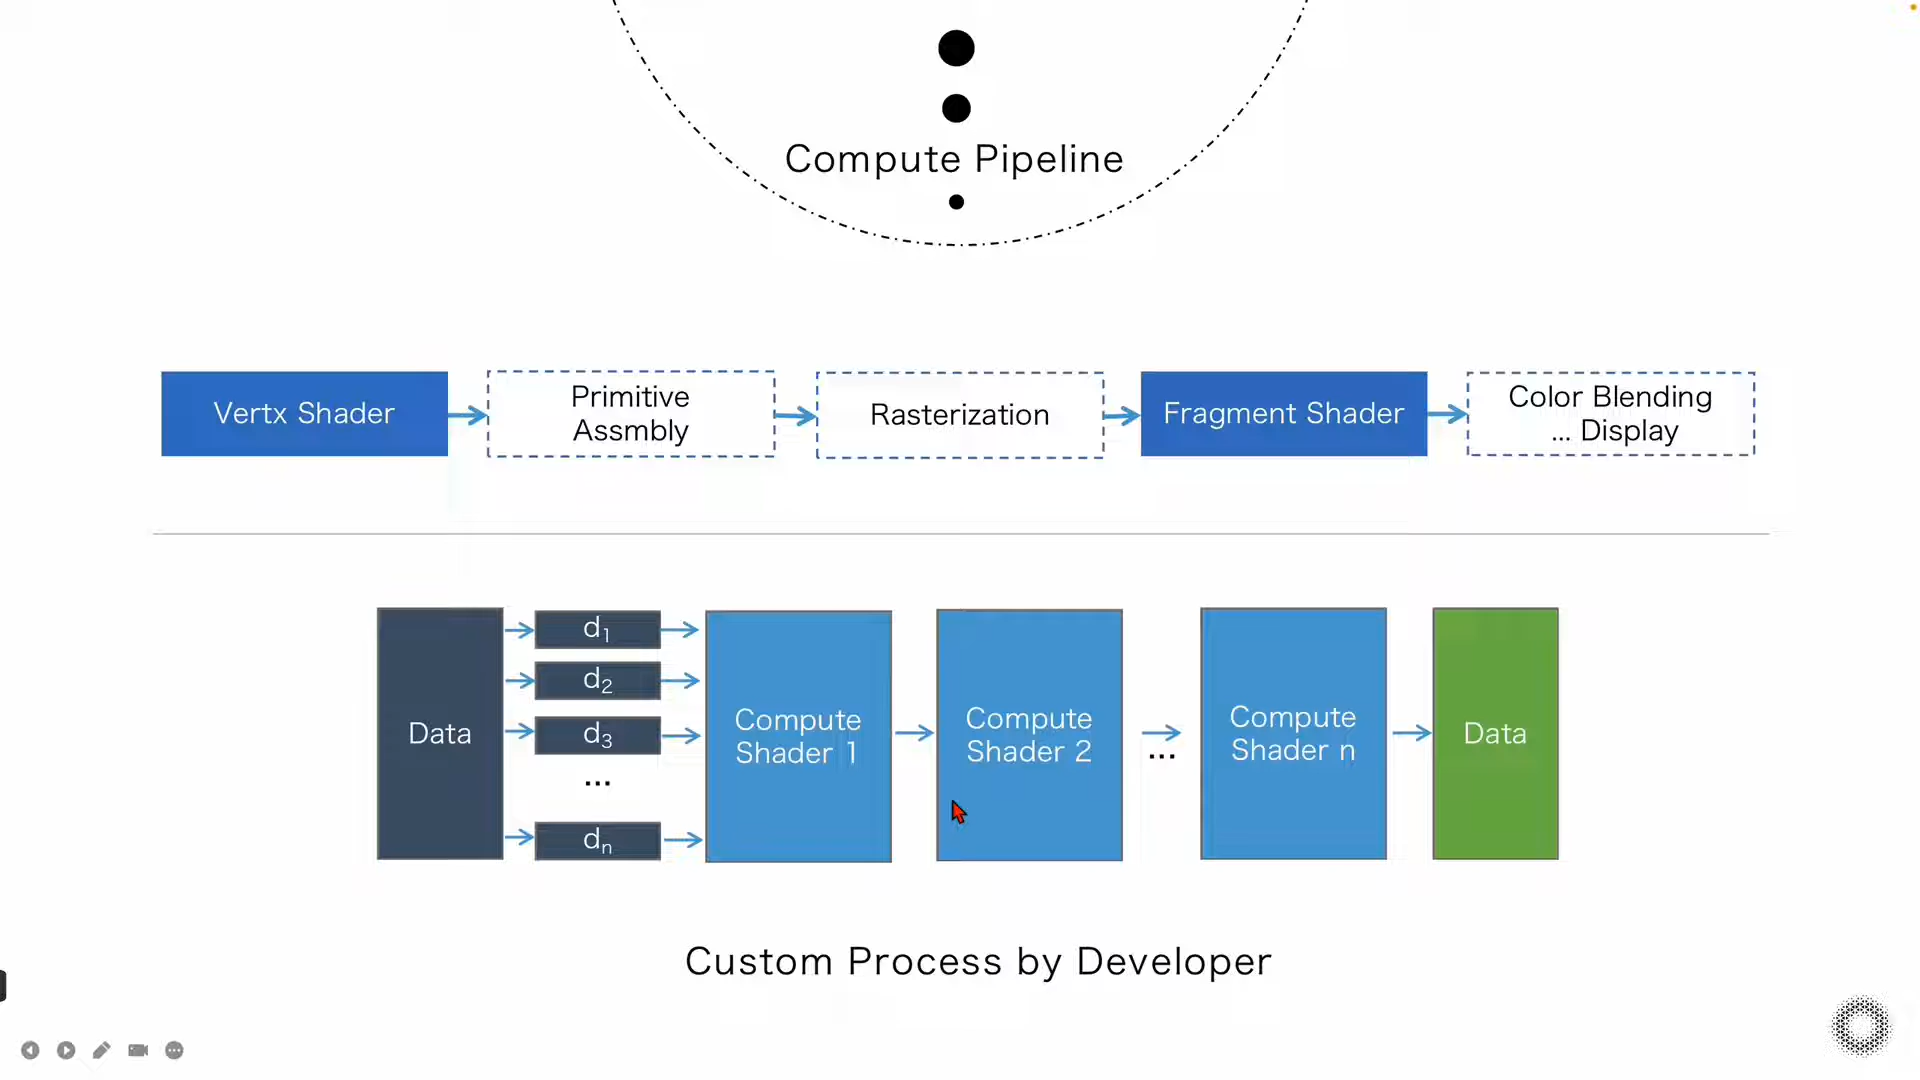 Compute Pipeline
Vertx Shader
Primitive
Assmbly
Rasterization
Fragment Shader
Color Blending
... Display
Data
d1
d2
d3
...
dn
Compute
Shader 1
Compute
Shader 2
...
Compute
Shader n
Data
Custom Process by Developer